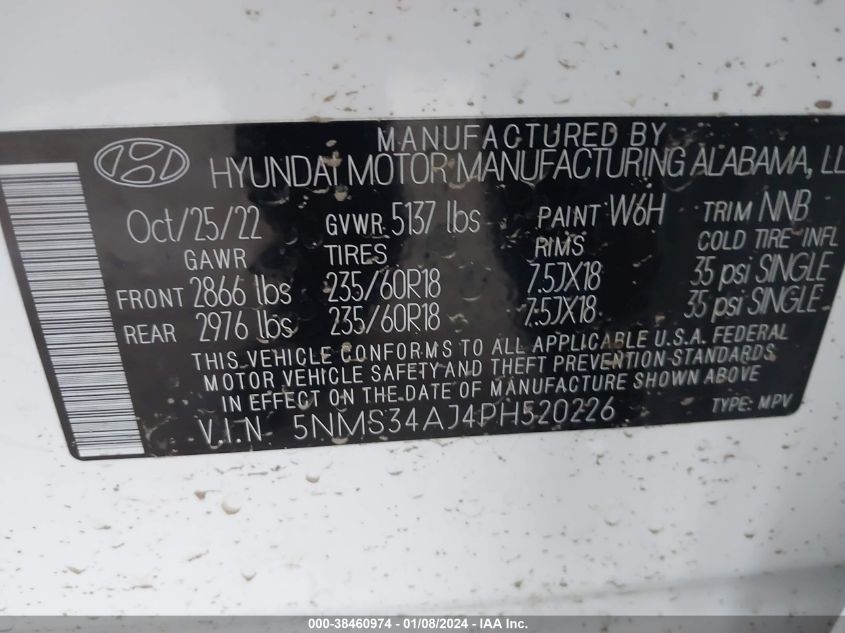 MANUFACTURED BY
HYUNDAI MOTOR MANUFACTURING ALABAMA, LL
Oct/25/22 GVWR 5137 lbs PAINT W6H TRIM NNB
GAWR TIRES RIMS COLD TIRE INFL
FRONT 2866 lbs 235/60R18 7.5JX18 35 psi SINGLE
REAR 2976 lbs 235/60R18 7.5JX18 35 psi SINGLE
THIS VEHICLE CONFORMS TO ALL APPLICABLE U.S.A. FEDERAL
MOTOR VEHICLE SAFETY AND THEFT PREVENTION STANDARDS
IN EFFECT ON THE DATE OF MANUFACTURE SHOWN ABOVE
V.I.N 5NMS34AJ4PH520226 TYPE: MPV
000-38460974 - 01/08/2024 - IAA Inc.